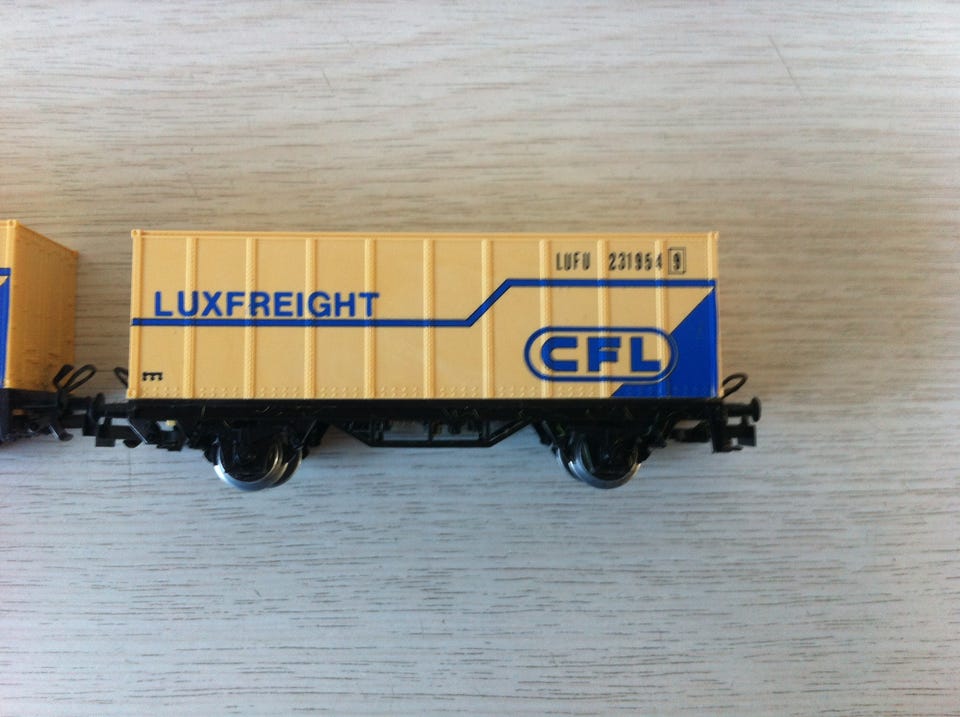 LUFU 231954 9
LUXFREIGHT
CFL